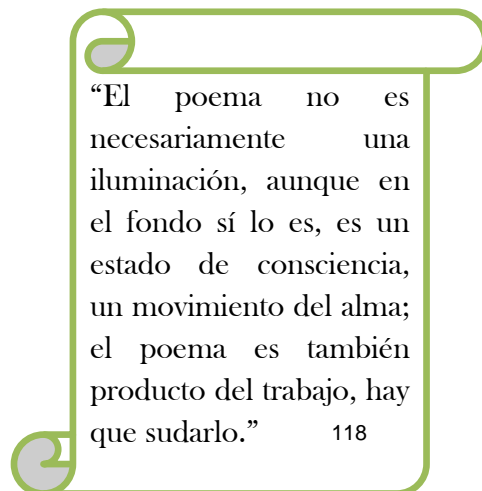 “El poema no es
necesariamente una
iluminación, aunque en
el fondo sí lo es, es un
estado de consciencia,
un movimiento del alma;
el poema es también
producto del trabajo, hay
que sudarlo.” 118